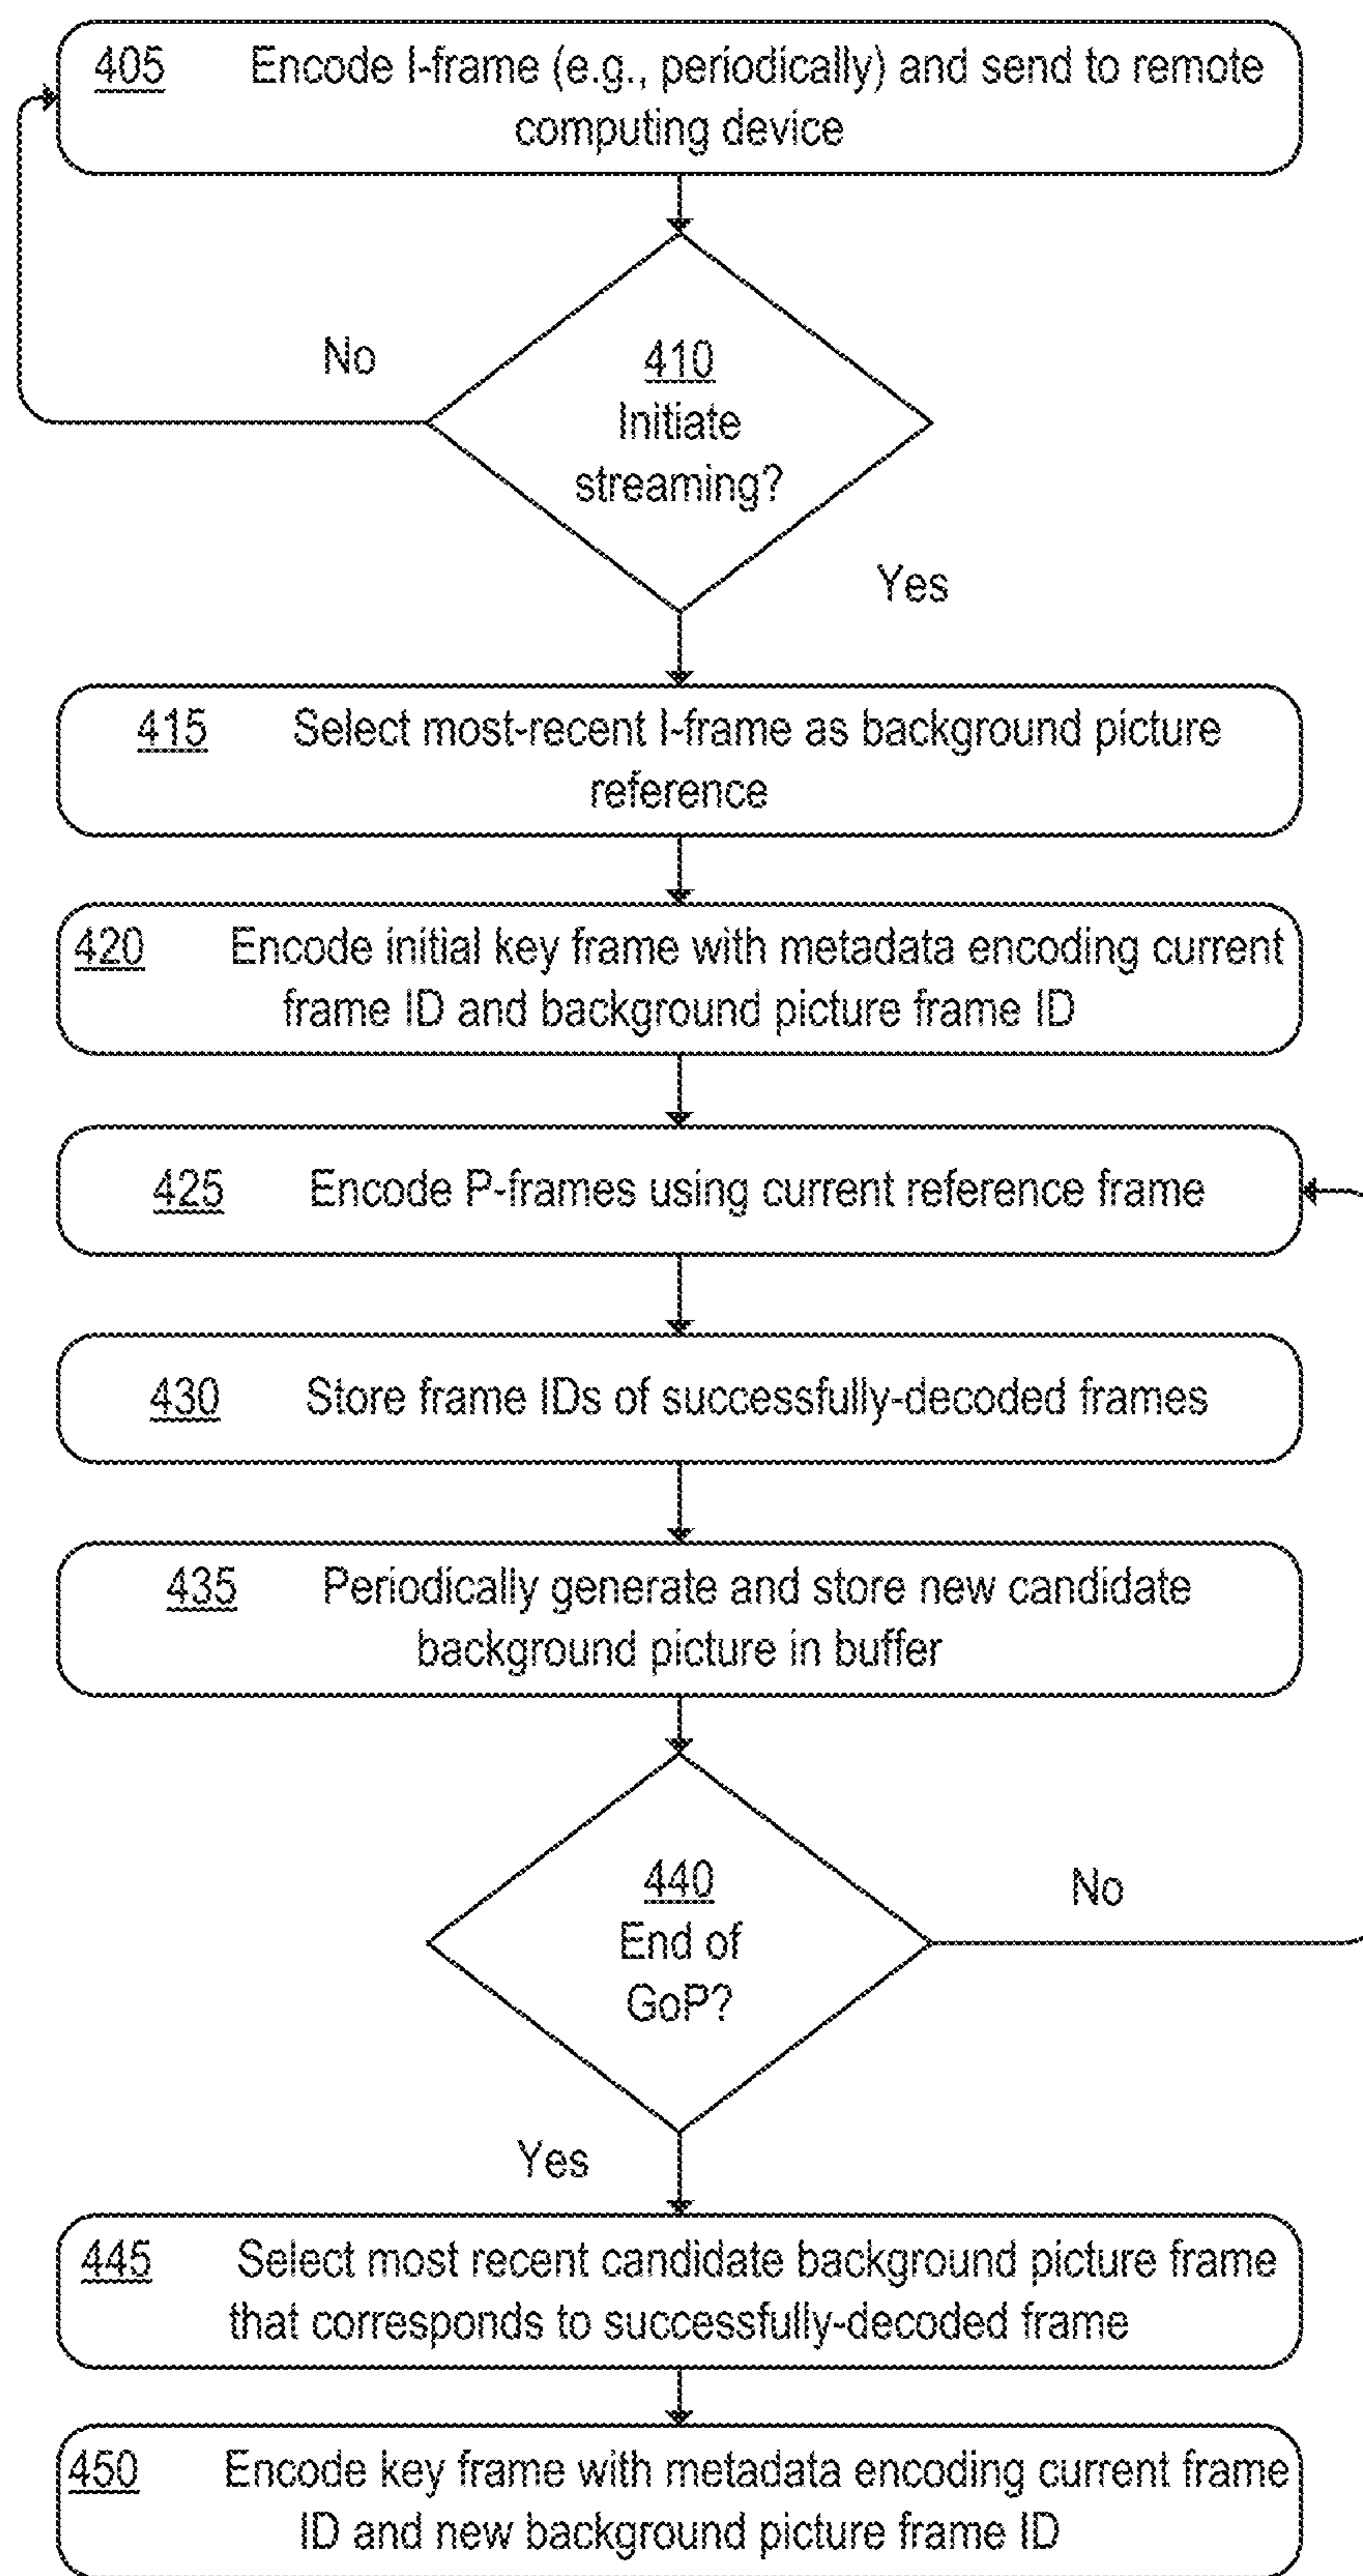 405 Encode I-frame (e.g., periodically) and send to remote
computing device
No
410
Initiate
streaming?
Yes
415 Select most-recent I-frame as background picture
reference
420 Encode initial key frame with metadata encoding current
frame ID and background picture frame ID
425 Encode P-frames using current reference frame
430 Store frame IDs of successfully-decoded frames
435 Periodically generate and store new candidate
background picture in buffer
440
No
End of
GoP?
Yes
445 Select most recent candidate background picture frame
that corresponds to successfully-decoded frame
450 Encode key frame with metadata encoding current frame
ID and new background picture frame ID